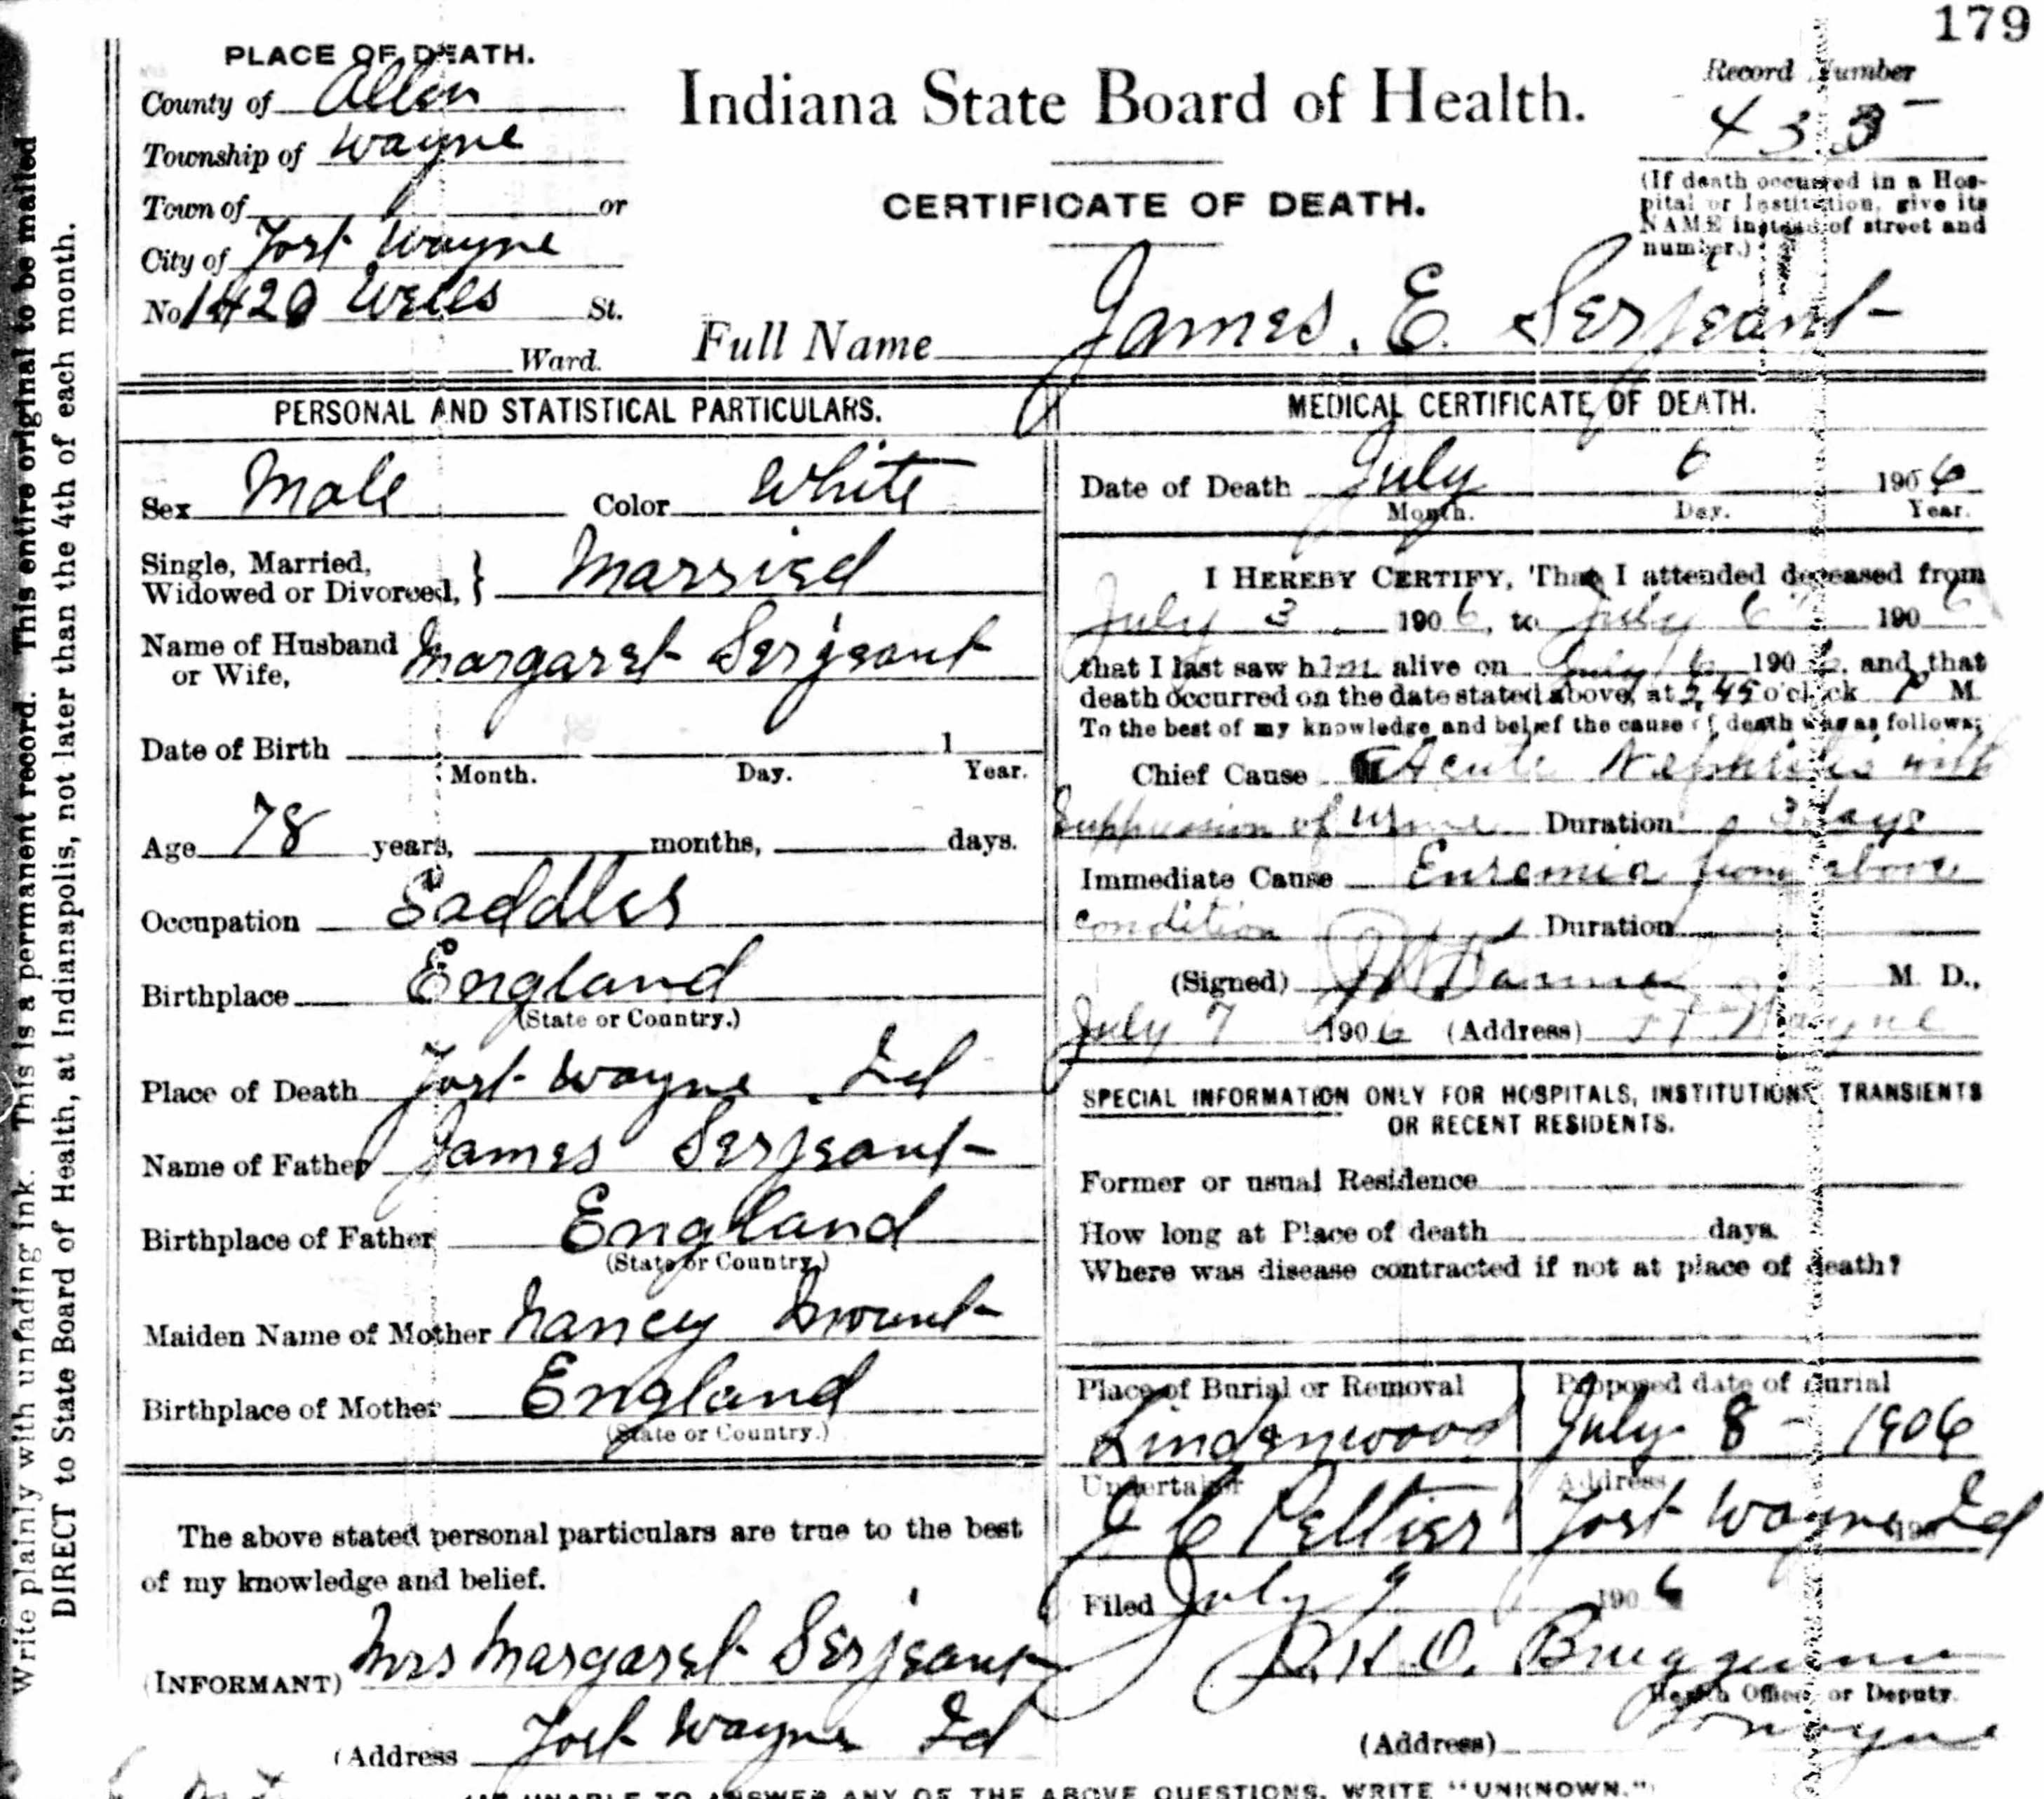 179
PLACE OF DEATH.
County of Allen
Township of Wayne
Town of or
City of Fort Wayne
No 1420 Wells St.
Ward.
Indiana State Board of Health.
CERTIFICATE OF DEATH.
Record Number
433
(If death occurred in a Hos-
pital or Institution, give its
NAME instead of street and
number.)
Full Name James. E. Serjeant
PERSONAL AND STATISTICAL PARTICULARS.
Sex Male Color White
Single, Married,
Widowed or Divorced, } Married
Name of Husband
or Wife, Margaret Serjeant
Date of Birth 1
Month. Day. Year.
Age 78 years, months, days.
Occupation Saddler
Birthplace England
(State or Country.)
Place of Death Fort Wayne. Id
Name of Father James Serjeant
Birthplace of Father England
(State or Country.)
Maiden Name of Mother Nancy
Birthplace of Mother England
(State or Country.)
The above stated personal particulars are true to the best
of my knowledge and belief.
(INFORMANT) Mrs Margaret Serjeant
(Address Fort Wayne Id
MEDICAL CERTIFICATE OF DEATH.
Date of Death July 6 1906
Month. Day. Year.
I HEREBY CERTIFY, That I attended deceased from
July 3 1906, to July 6 1906
that I last saw him alive on July 6 1906, and that
death occurred on the date stated above, at o'clock P M.
To the best of my knowledge and belief the cause of death was as follows:
Chief Cause Acute Nephritis with
Suppression of Urine Duration 3 days
Immediate Cause Euremia from above
condition Duration
(Signed) M. D.,
July 7 1906 (Address) Ft Wayne
SPECIAL INFORMATION ONLY FOR HOSPITALS, INSTITUTIONS, TRANSIENTS
OR RECENT RESIDENTS.
Former or usual Residence
How long at Place of death days.
Where was disease contracted if not at place of death?
Place of Burial or Removal
Lindenwood
Proposed date of Burial
July 8 - 1906
Undertaker
J C Peltier
Address
Fort Wayne Id
Filed July 9 1906
Health Officer or Deputy.
(Address)
(IF UNABLE TO ANSWER ANY OF THE ABOVE QUESTIONS, WRITE "UNKNOWN.")
Write plainly with unfading ink. This is a permanent record. This entire original to be mailed
DIRECT to State Board of Health, at Indianapolis, not later than the 4th of each month.